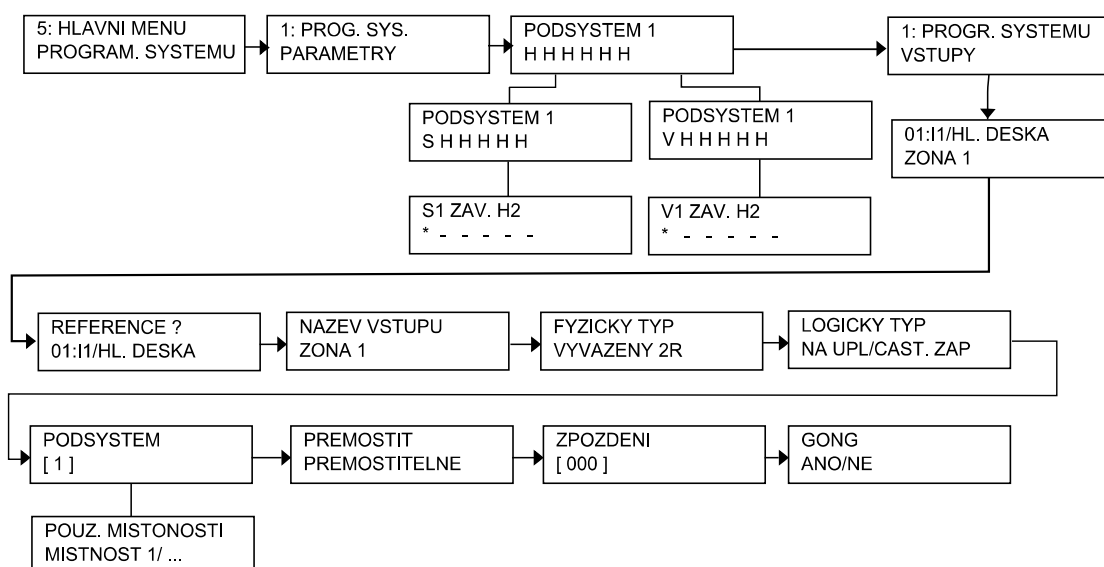 5: HLAVNI MENU
PROGRAM. SYSTEMU
1: PROG. SYS.
PARAMETRY
PODSYSTEM 1
H H H H H H
1: PROGR. SYSTEMU
VSTUPY
PODSYSTEM 1
S H H H H H
PODSYSTEM 1
V H H H H H
01:I1/HL. DESKA
ZONA 1
S1 ZAV. H2
* - - - - -
V1 ZAV. H2
* - - - - -
REFERENCE ?
01:I1/HL. DESKA
NAZEV VSTUPU
ZONA 1
FYZICKY TYP
VYVAZENY 2R
LOGICKY TYP
NA UPL/CAST. ZAP
PODSYSTEM
[ 1 ]
PREMOSTIT
PREMOSTITELNE
ZPOZDENI
[ 000 ]
GONG
ANO/NE
POUZ. MISTONOSTI
MISTNOST 1/ ...